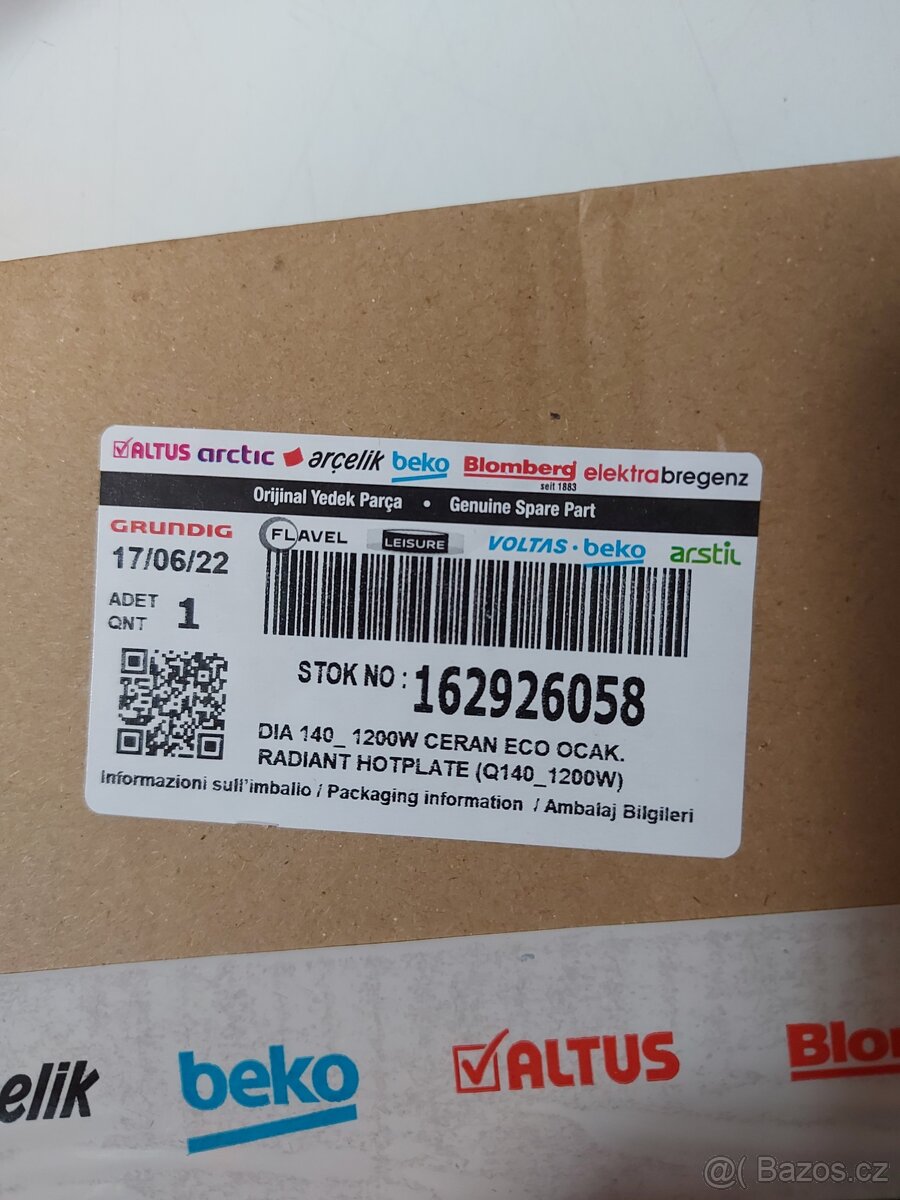 ALTUS arctic arçelik beko Blomberg elektrabregenz
seit 1883
Orijinal Yedek Parça • Genuine Spare Part
GRUNDIG FLAVEL LEISURE VOLTAS · beko arstil
17/06/22
ADET
QNT 1
STOK NO : 162926058
DIA 140_ 1200W CERAN ECO OCAK.
RADIANT HOTPLATE (Q140_1200W)
Informazioni sull'imballo / Packaging information / Ambalaj Bilgileri
elik beko ALTUS Blom
@( Bazos.cz